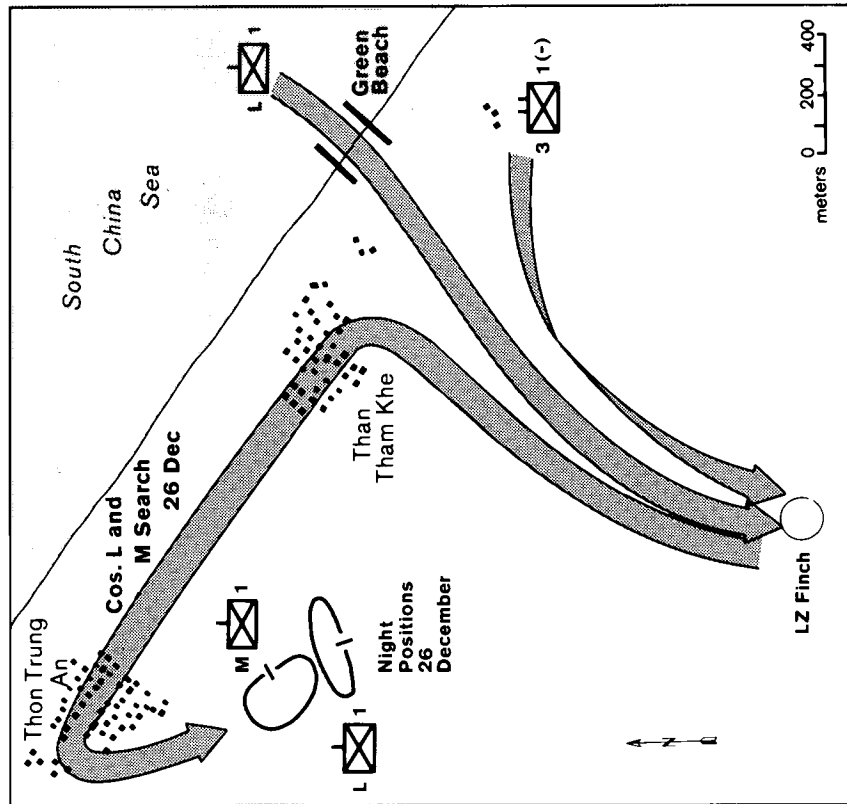 South
China
Sea
L 1
Green
Beach
3 1(-)
Thon Trung
An
Cos. L and
M Search
26 Dec
Than
Tham Khe
M 1
L 1
Night
Positions
26
December
LZ Finch
N
meters 0 200 400